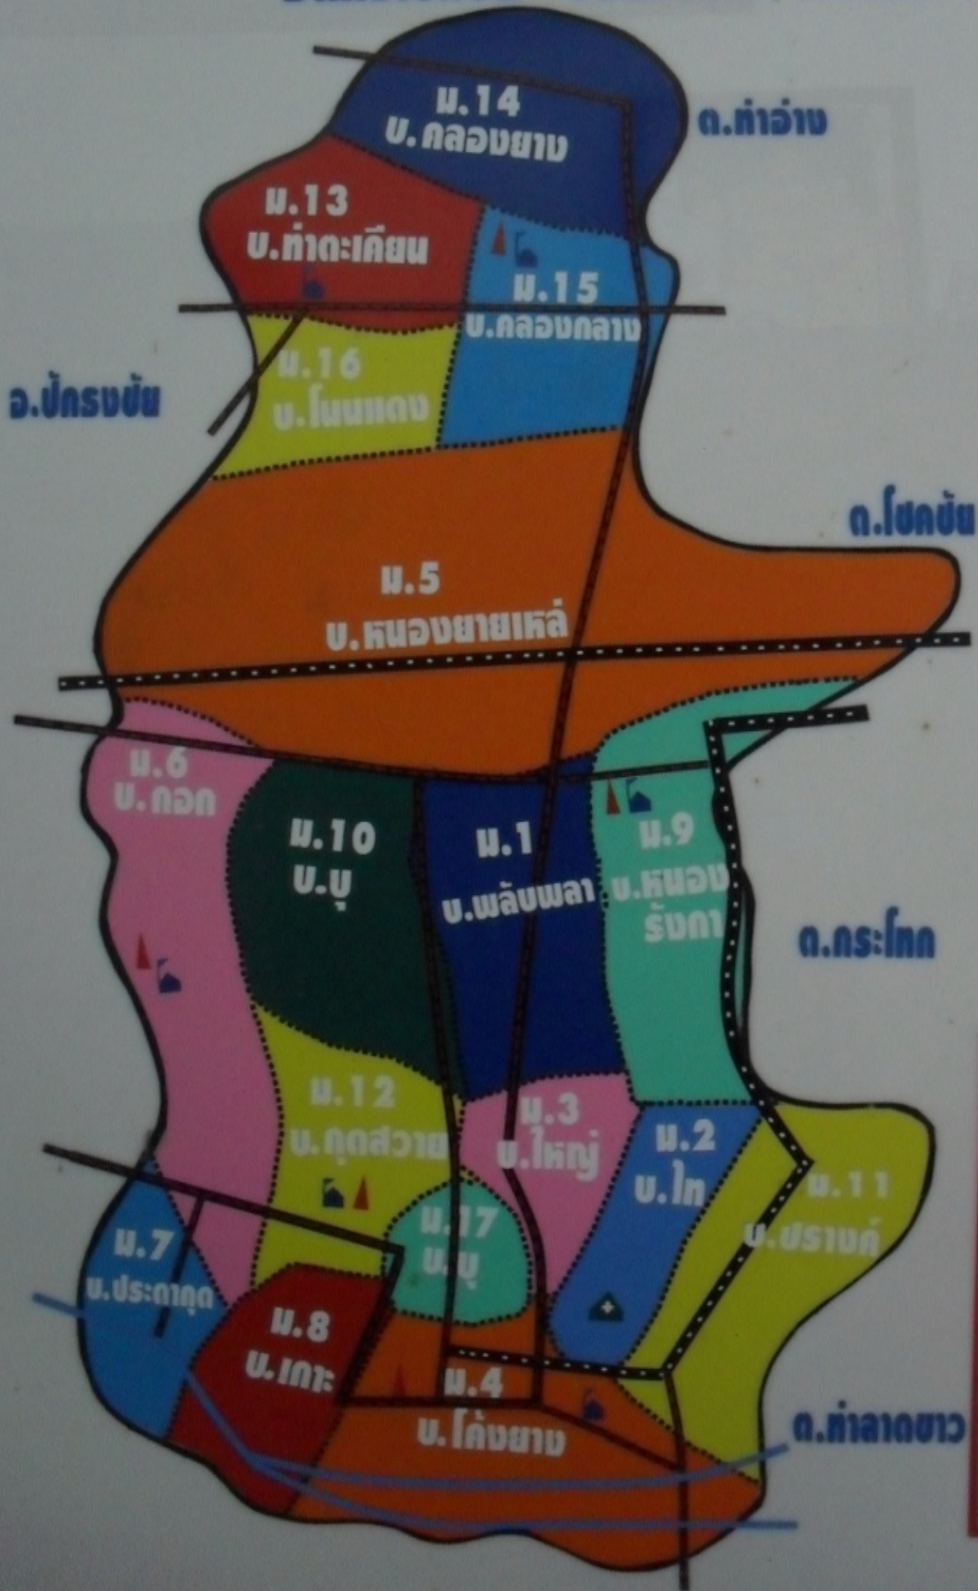 ม.14
บ.คลองยาง
ต.ท่าอ่าง
ม.13
บ.ท่าตะเคียน
ม.15
บ.คลองกลาง
ม.16
บ.โนนแดง
อ.ปักธงชัย
ต.โชคชัย
ม.5
บ.หนองยายเหล่
ม.6
บ.กอก
ม.10
บ.บุ
ม.1
บ.พลับพลา
ม.9
บ.หนอง
รังกา
ต.กระโทก
ม.12
บ.กุดสวาย
ม.3
บ.ใหญ่
ม.2
บ.ไท
ม.11
บ.ปรางค์
ม.17
บ.บุ
ม.7
บ.ประดากุด
ม.8
บ.เกาะ
ม.4
บ.โค้งยาง
ต.ท่าลาดขาว